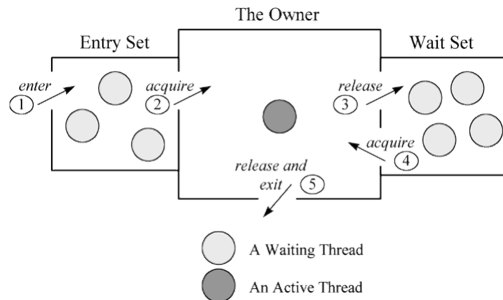 The Owner
Entry Set
Wait Set
enter
1
acquire
2
release
3
acquire
4
release and
exit
5
A Waiting Thread
An Active Thread